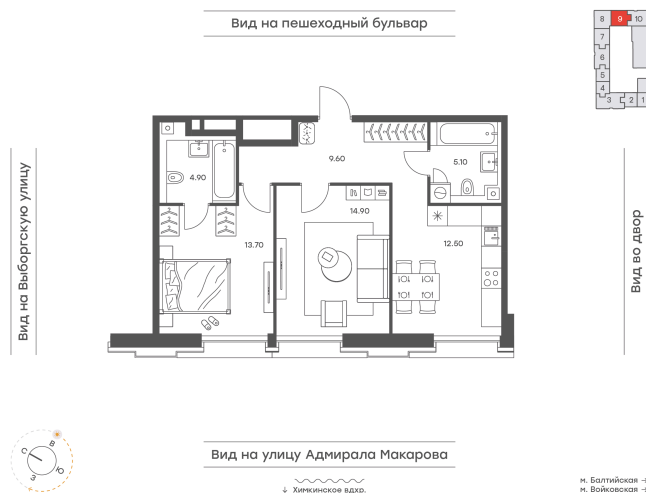 Вид на пешеходный бульвар
8 9 10
7
6
5
4
3 2 1
9.60
5.10
4.90
14.90
13.70
12.50
Вид на Выборгскую улицу
Вид во двор
В
С
Ю
З
Вид на улицу Адмирала Макарова
↓ Химкинское вдхр.
м. Балтийская
м. Войковская